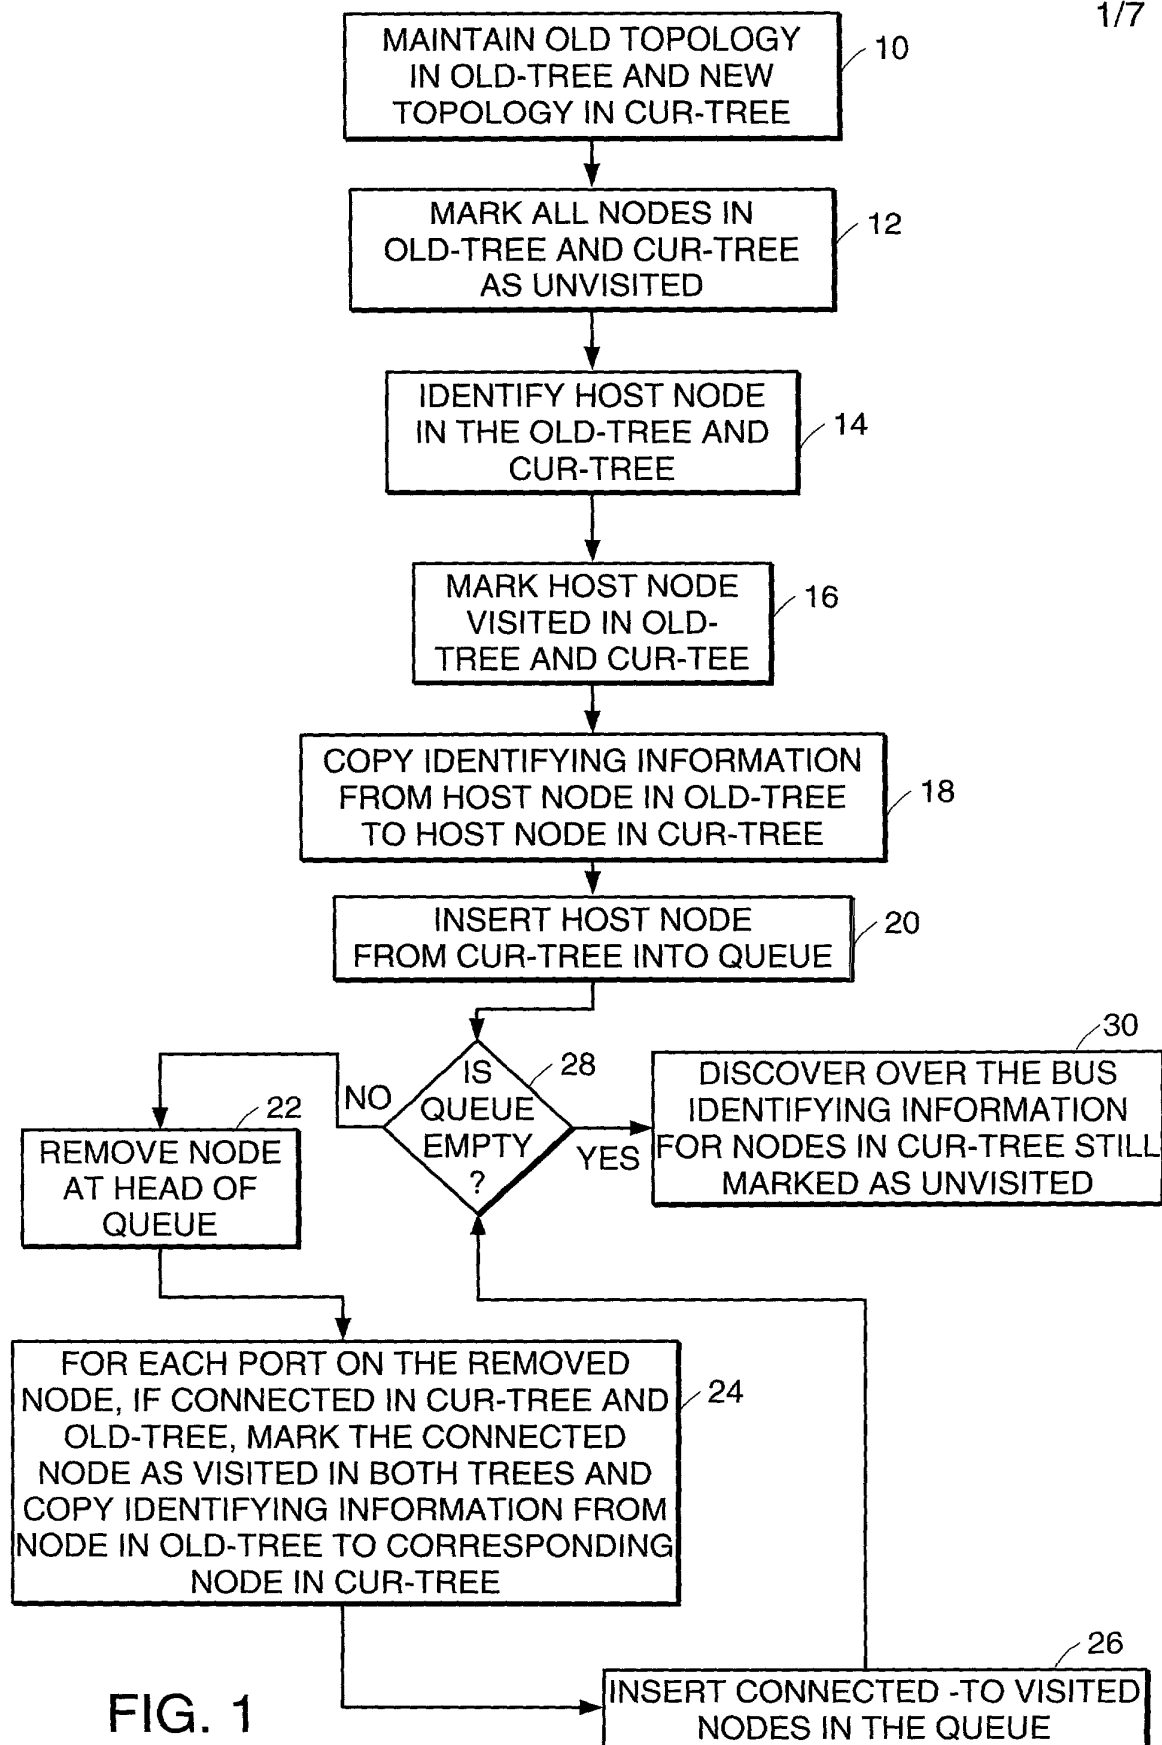 1/7
MAINTAIN OLD TOPOLOGY
IN OLD-TREE AND NEW
TOPOLOGY IN CUR-TREE
10
MARK ALL NODES IN
OLD-TREE AND CUR-TREE
AS UNVISITED
12
IDENTIFY HOST NODE
IN THE OLD-TREE AND
CUR-TREE
14
MARK HOST NODE
VISITED IN OLD-
TREE AND CUR-TEE
16
COPY IDENTIFYING INFORMATION
FROM HOST NODE IN OLD-TREE
TO HOST NODE IN CUR-TREE
18
INSERT HOST NODE
FROM CUR-TREE INTO QUEUE
20
IS
QUEUE
EMPTY
?
28
NO
YES
30
DISCOVER OVER THE BUS
IDENTIFYING INFORMATION
FOR NODES IN CUR-TREE STILL
MARKED AS UNVISITED
22
REMOVE NODE
AT HEAD OF
QUEUE
FOR EACH PORT ON THE REMOVED
NODE, IF CONNECTED IN CUR-TREE AND
OLD-TREE, MARK THE CONNECTED
NODE AS VISITED IN BOTH TREES AND
COPY IDENTIFYING INFORMATION FROM
NODE IN OLD-TREE TO CORRESPONDING
NODE IN CUR-TREE
24
26
INSERT CONNECTED -TO VISITED
NODES IN THE QUEUE
FIG. 1